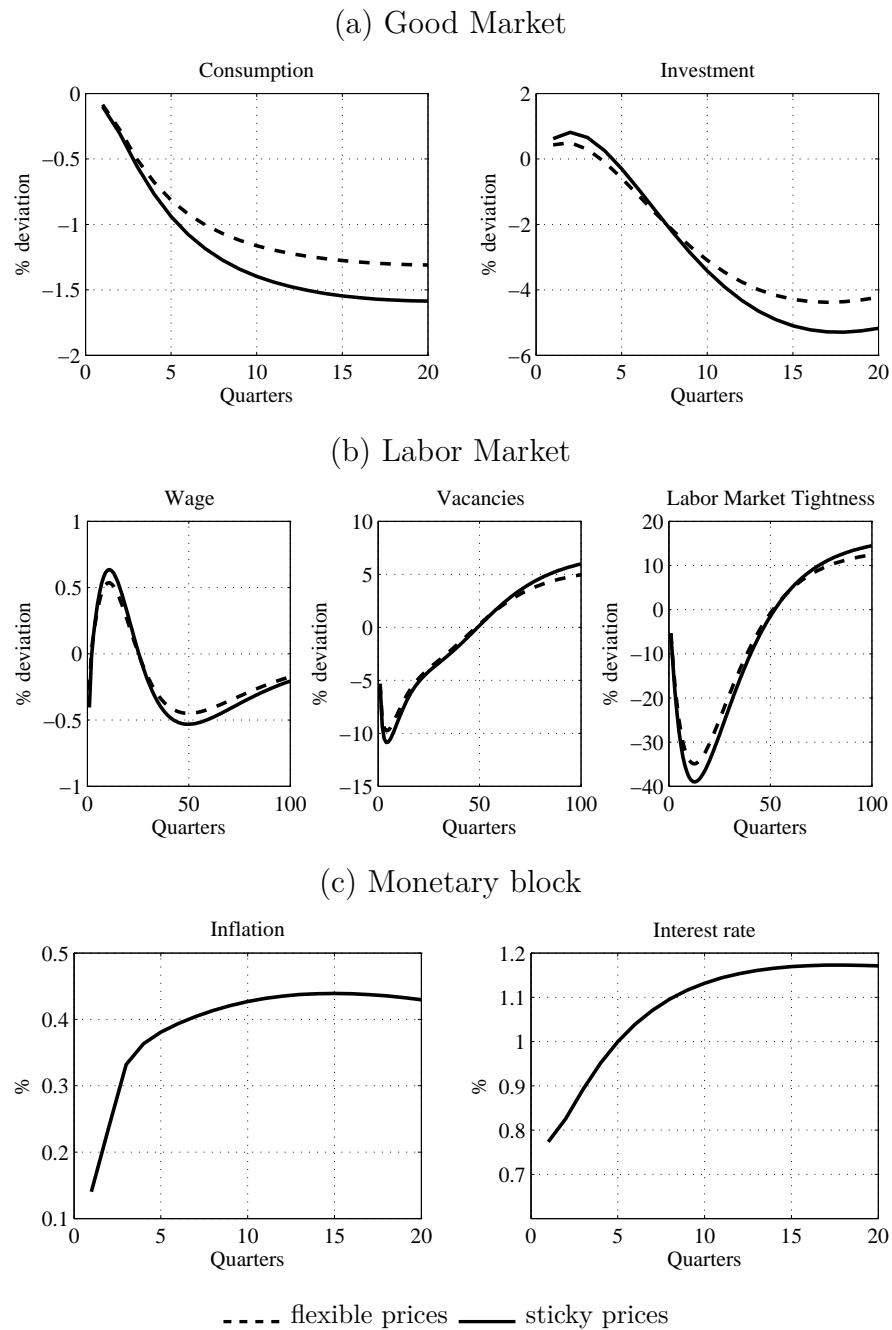 (a) Good Market
Consumption
0
−0.5
−1
−1.5
−2
% deviation
0 5 10 15 20
Quarters
Investment
2
0
−2
−4
−6
% deviation
0 5 10 15 20
Quarters
(b) Labor Market
Wage
1
0.5
0
−0.5
−1
% deviation
0 50 100
Quarters
Vacancies
10
5
0
−5
−10
−15
% deviation
0 50 100
Quarters
Labor Market Tightness
20
10
0
−10
−20
−30
−40
% deviation
0 50 100
Quarters
(c) Monetary block
Inflation
0.5
0.4
0.3
0.2
0.1
%
0 5 10 15 20
Quarters
Interest rate
1.2
1.1
1
0.9
0.8
0.7
%
0 5 10 15 20
Quarters
flexible prices sticky prices